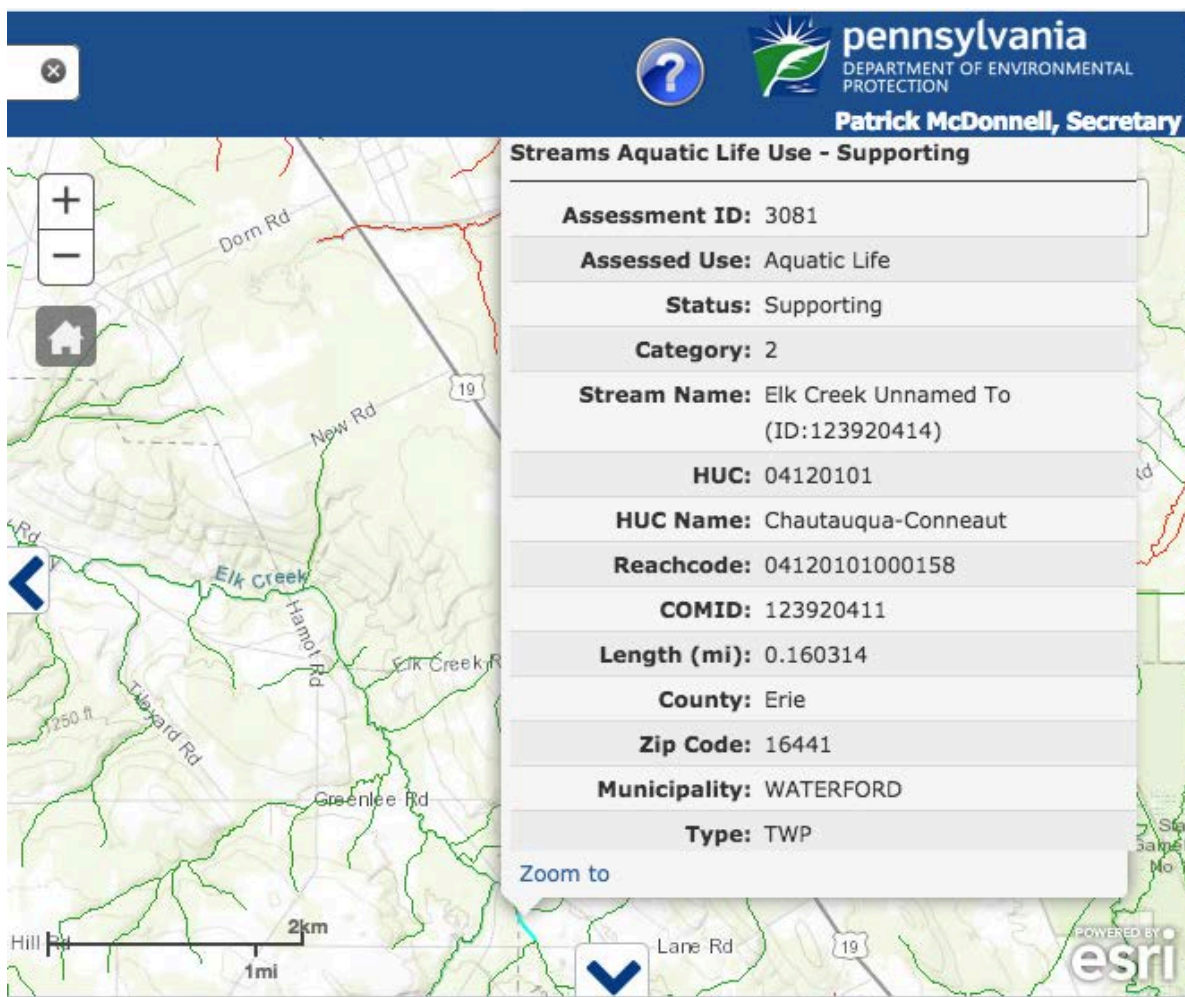 pennsylvania
DEPARTMENT OF ENVIRONMENTAL
PROTECTION
Patrick McDonnell, Secretary
Streams Aquatic Life Use - Supporting
Assessment ID: 3081
Assessed Use: Aquatic Life
Status: Supporting
Category: 2
Stream Name: Elk Creek Unnamed To
(ID:123920414)
HUC: 04120101
HUC Name: Chautauqua-Conneaut
Reachcode: 04120101000158
COMID: 123920411
Length (mi): 0.160314
County: Erie
Zip Code: 16441
Municipality: WATERFORD
Type: TWP
Zoom to
+
−
?
Dorn Rd
19
New Rd
Rd
Elk Creek
Hamot Rd
Elk Creek R
Tileyard Rd
1250 ft
Greenlee Rd
Hill Rd
2km
1mi
Lane Rd
19
No
POWERED BY
esri